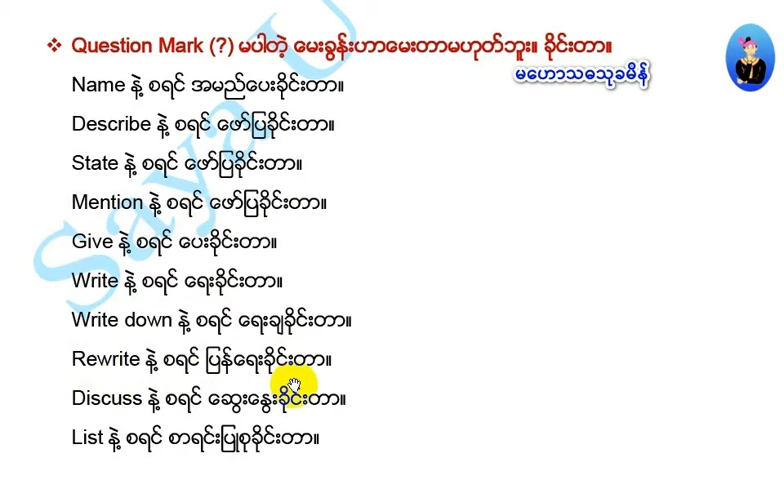 ❖ Question Mark (?) မပါတဲ့ မေးခွန်းဟာမေးတာမဟုတ်ဘူး။ ခိုင်းတာ။
မဟောသဓသုခမိန်
Name နဲ့ စရင် အမည်ပေးခိုင်းတာ။
Describe နဲ့ စရင် ဖော်ပြခိုင်းတာ။
State နဲ့ စရင် ဖော်ပြခိုင်းတာ။
Mention နဲ့ စရင် ဖော်ပြခိုင်းတာ။
Give နဲ့ စရင် ပေးခိုင်းတာ။
Write နဲ့ စရင် ရေးခိုင်းတာ။
Write down နဲ့ စရင် ရေးချခိုင်းတာ။
Rewrite နဲ့ စရင် ပြန်ရေးခိုင်းတာ။
Discuss နဲ့ စရင် ဆွေးနွေးခိုင်းတာ။
List နဲ့ စရင် စာရင်းပြုစုခိုင်းတာ။
Saya U